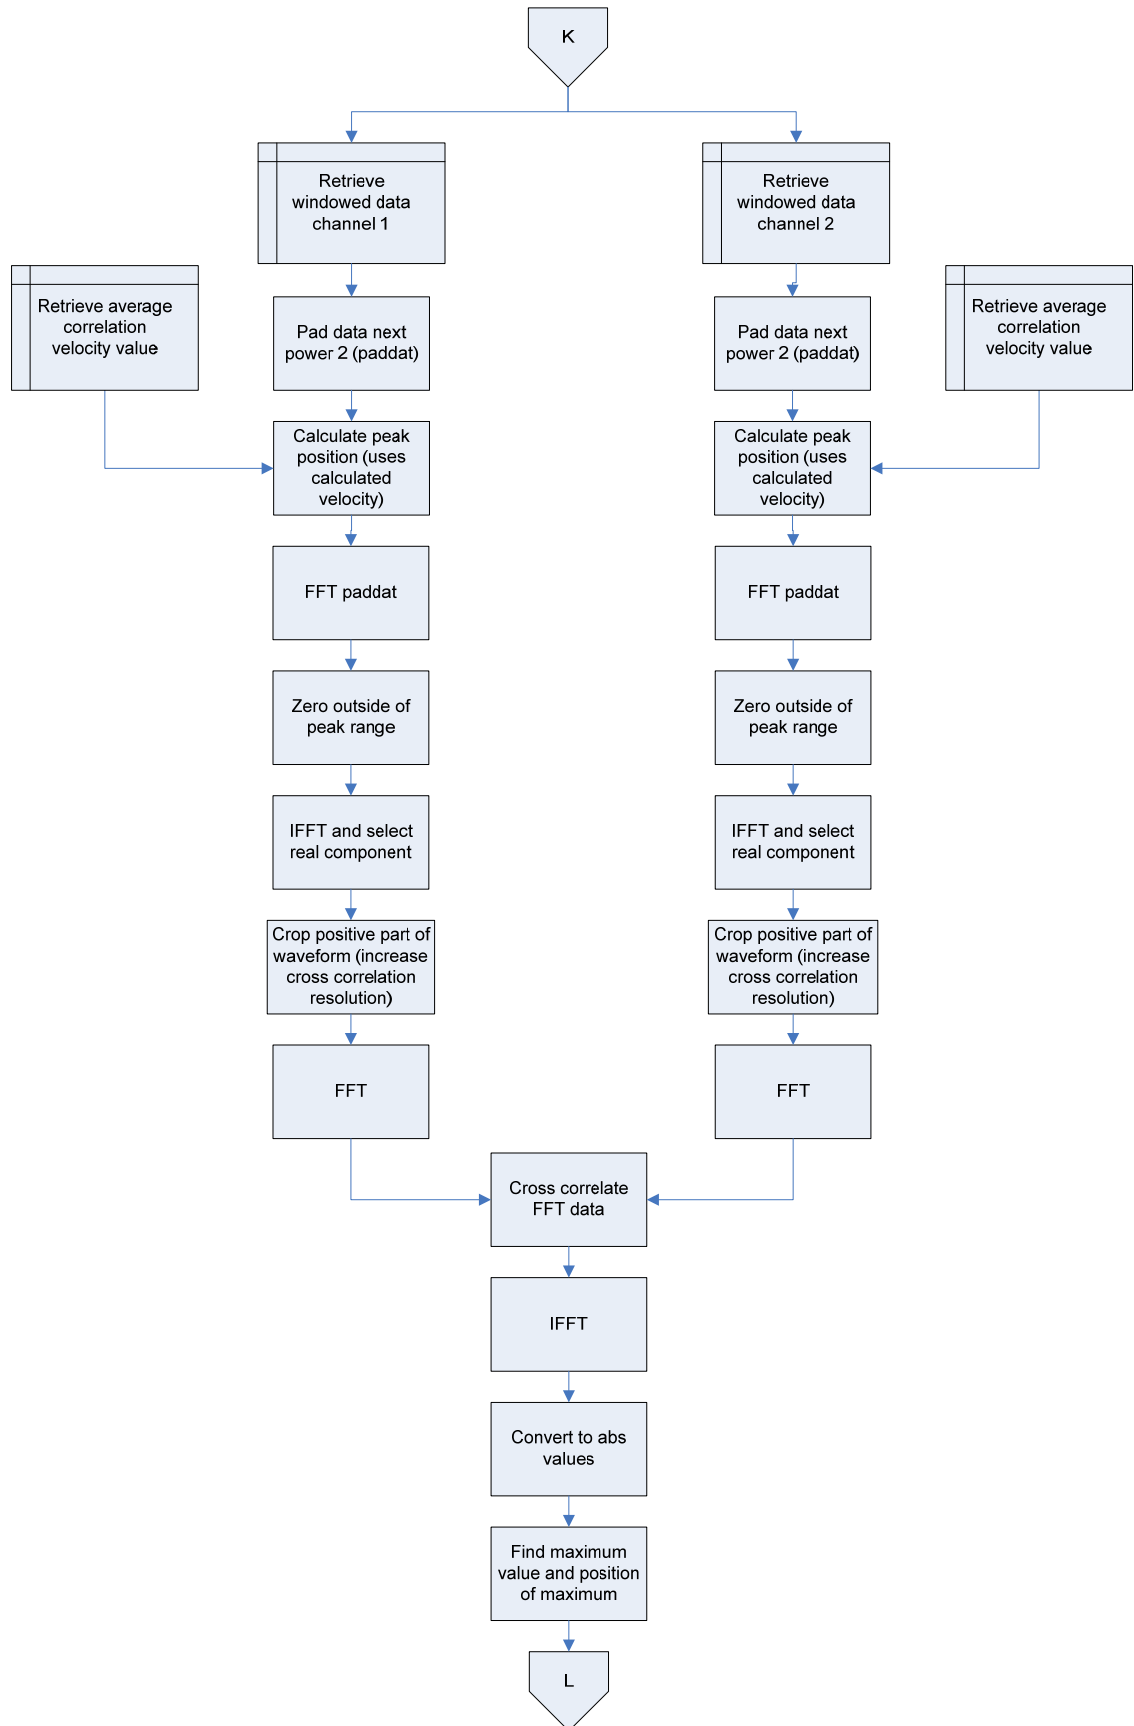 K
Retrieve
windowed data
channel 1
Retrieve
windowed data
channel 2
Retrieve average
correlation
velocity value
Pad data next
power 2 (paddat)
Pad data next
power 2 (paddat)
Retrieve average
correlation
velocity value
Calculate peak
position (uses
calculated
velocity)
Calculate peak
position (uses
calculated
velocity)
FFT paddat
FFT paddat
Zero outside of
peak range
Zero outside of
peak range
IFFT and select
real component
IFFT and select
real component
Crop positive part of
waveform (increase
cross correlation
resolution)
Crop positive part of
waveform (increase
cross correlation
resolution)
FFT
FFT
Cross correlate
FFT data
IFFT
Convert to abs
values
Find maximum
value and position
of maximum
L